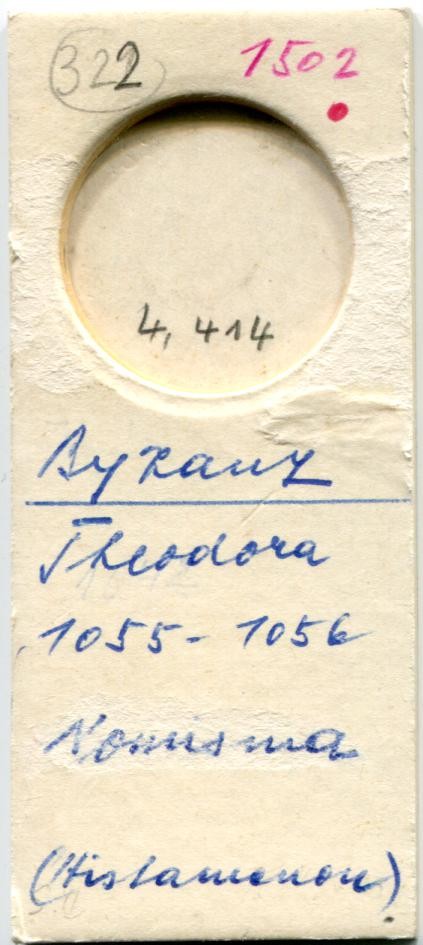 322 1502
4,414
Byzanz
Theodora
1055-1056
Nomisma
(Histamenon)